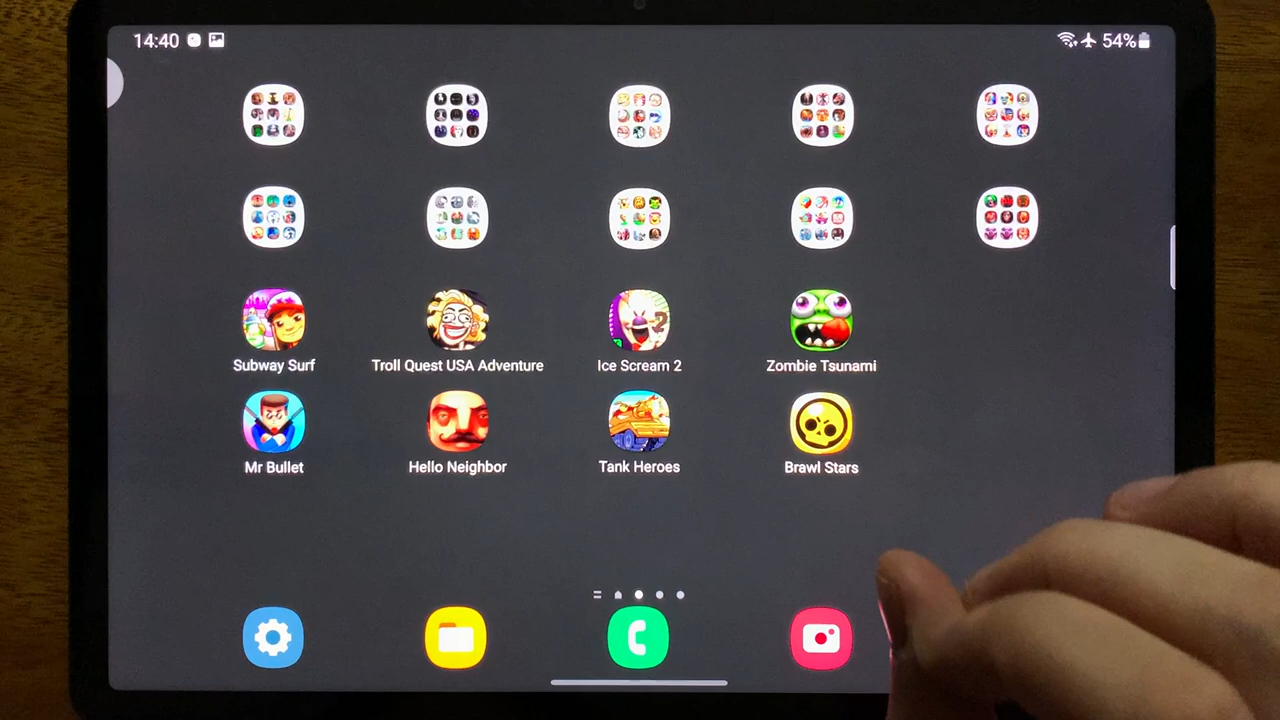 14:40
54%
Subway Surf
Troll Quest USA Adventure
Ice Scream 2
Zombie Tsunami
2
Mr Bullet
Hello Neighbor
Tank Heroes
Brawl Stars